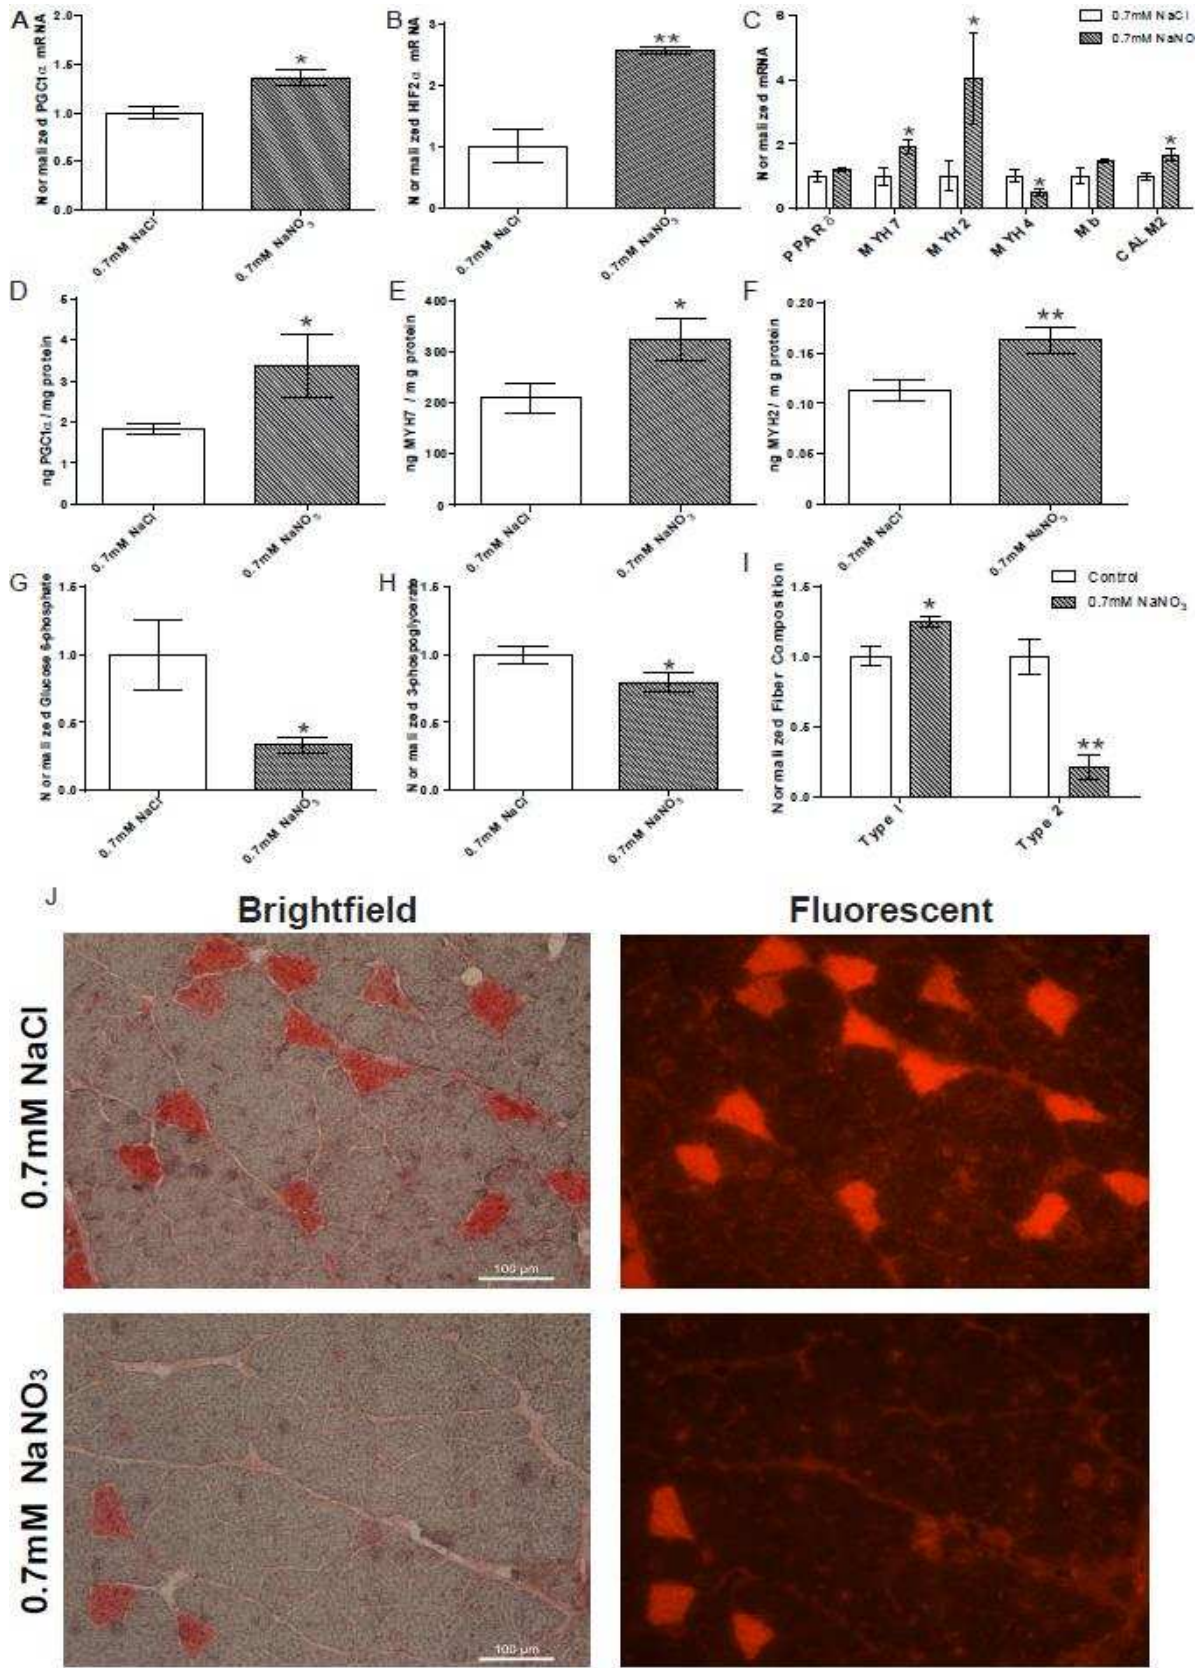 A
Normalized PGC1α mRNA
2.0
1.5
1.0
0.5
0.0
*
0.7mM NaCl
0.7mM NaNO3
B
Normalized HIF2α mRNA
3
2
1
0
**
0.7mM NaCl
0.7mM NaNO3
C
Normalized mRNA
6
4
2
0
* * * *
0.7mM NaCl
0.7mM NaNO
PPARδ
MYH7
MYH2
MYH4
Mb
CALM2
D
ng PGC1α / mg protein
5
4
3
2
1
0
*
0.7mM NaCl
0.7mM NaNO3
E
ng MYH7 / mg protein
400
300
200
100
0
*
0.7mM NaCl
0.7mM NaNO3
F
ng MYH2 / mg protein
0.20
0.15
0.10
0.05
0
**
0.7mM NaCl
0.7mM NaNO3
G
Normalized Glucose 6-phosphate
1.5
1.0
0.5
0.0
*
0.7mM NaCl
0.7mM NaNO3
H
Normalized 3-phospoglycerate
1.5
1.0
0.5
0.0
*
0.7mM NaCl
0.7mM NaNO3
I
Normalized Fiber Composition
1.5
1.0
0.5
0.0
* **
Control
0.7mM NaNO3
Type 1
Type 2
J
Brightfield
Fluorescent
0.7mM NaCl
100 µm
0.7mM NaNO3
100 µm